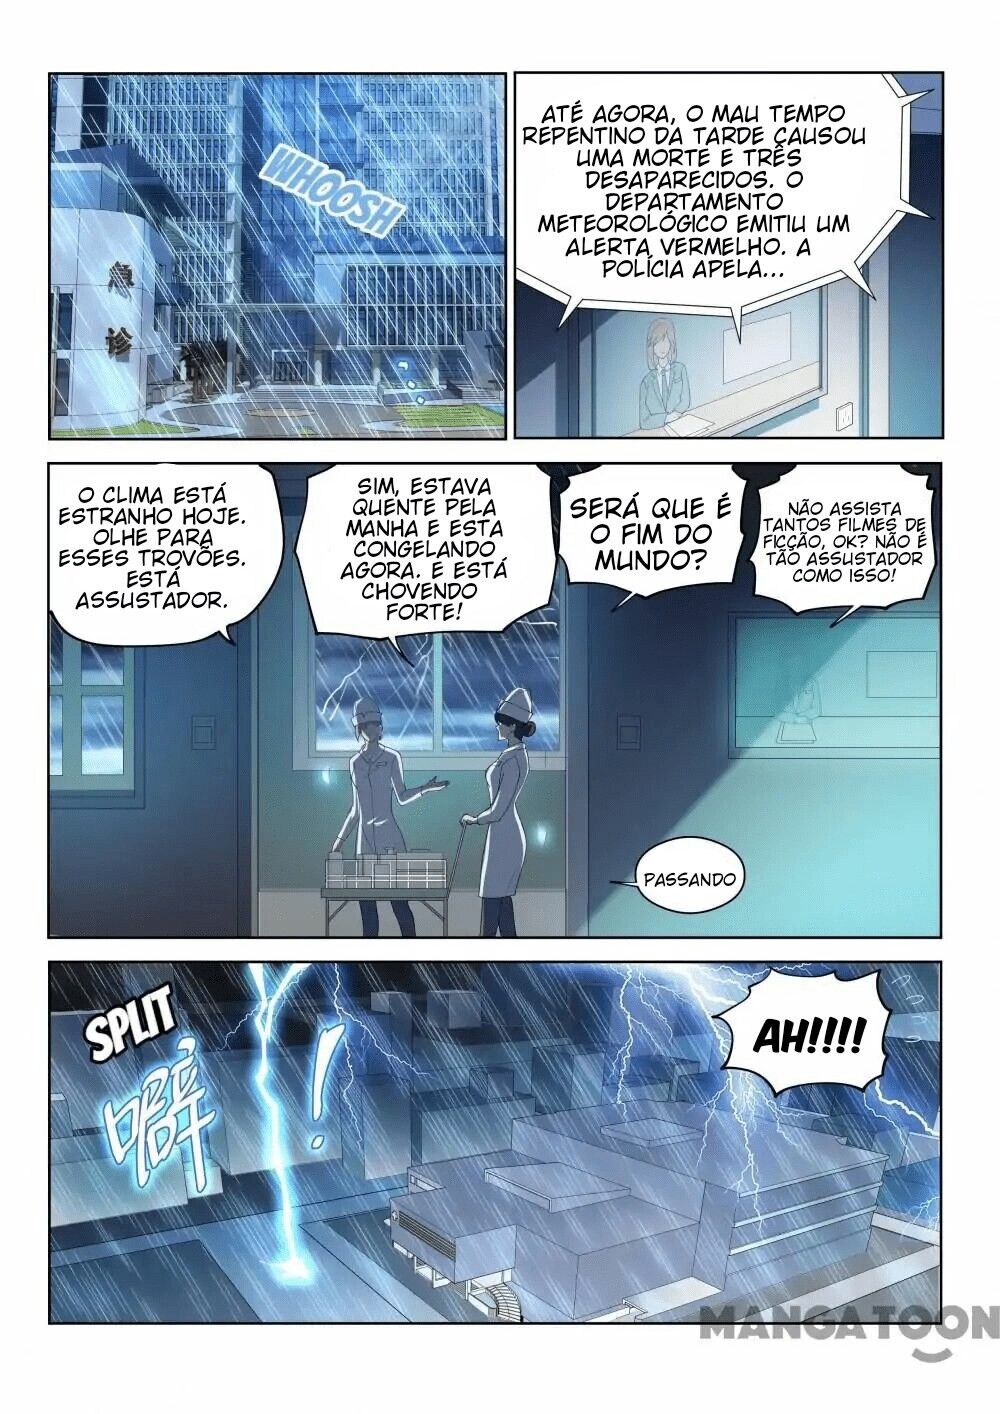 WHOOSH
急
诊
ATÉ AGORA, O MAU TEMPO
REPENTINO DA TARDE CAUSOU
UMA MORTE E TRÊS
DESAPARECIDOS. O
DEPARTAMENTO
METEOROLÓGICO EMITIU UM
ALERTA VERMELHO. A
POLÍCIA APELA...
O CLIMA ESTÁ
ESTRANHO HOJE.
OLHE PARA
ESSES TROVÕES.
ESTÁ
ASSUSTADOR.
SIM, ESTAVA
QUENTE PELA
MANHA E ESTA
CONGELANDO
AGORA. E ESTÁ
CHOVENDO
FORTE!
SERÁ QUE É
O FIM DO
MUNDO?
NÃO ASSISTA
TANTOS FILMES DE
FICÇÃO, OK? NÃO É
TÃO ASSUSTADOR
COMO ISSO!
PASSANDO
SPLIT
噼!
AH!!!!
MANGATOON